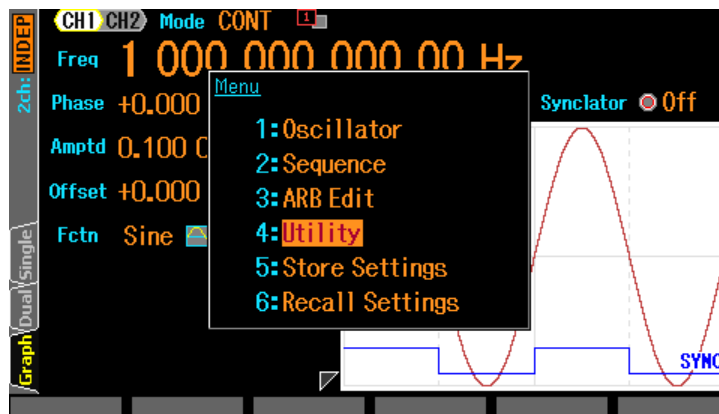 CH1 CH2 Mode CONT 1
2ch: INDEP
Freq 1 000 000 000 00 Hz
Phase +0.000
Synclator Off
Amptd 0.100 0
Offset +0.000
Fctn Sine
Menu
1:Oscillator
2:Sequence
3:ARB Edit
4:Utility
5:Store Settings
6:Recall Settings
Single
Dual
Graph
SYNC